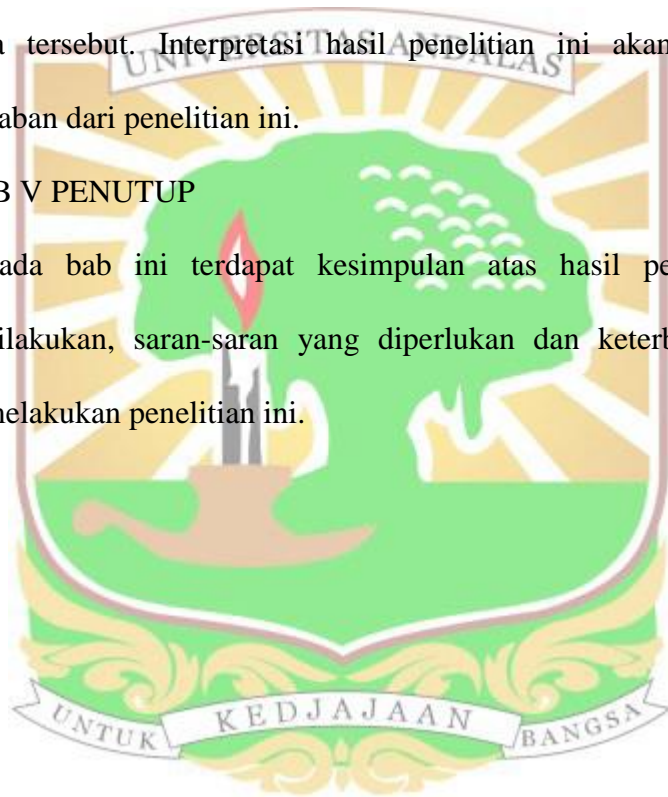 a tersebut. Interpretasi hasil penelitian ini akan
UNIVERSITAS ANDALAS
aban dari penelitian ini.
B V PENUTUP
ada bab ini terdapat kesimpulan atas hasil pe
ilakukan, saran-saran yang diperlukan dan keterb
melakukan penelitian ini.
UNTUK KEDJAJAAN BANGSA